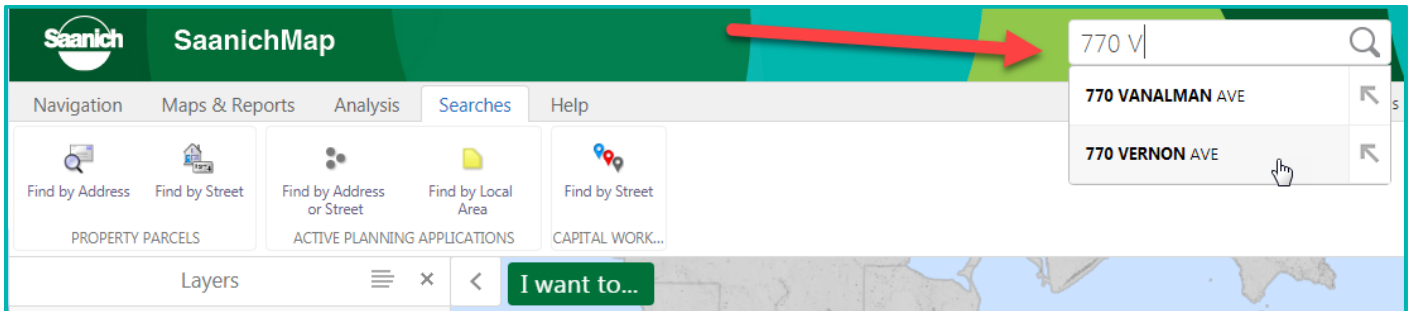 Saanich
SaanichMap
770 V
770 VANALMAN AVE
770 VERNON AVE
Navigation Maps & Reports Analysis Searches Help
s
Find by Address
Find by Street
PROPERTY PARCELS
Find by Address
or Street
Find by Local
Area
ACTIVE PLANNING APPLICATIONS
Find by Street
CAPITAL WORK...
Layers
I want to...